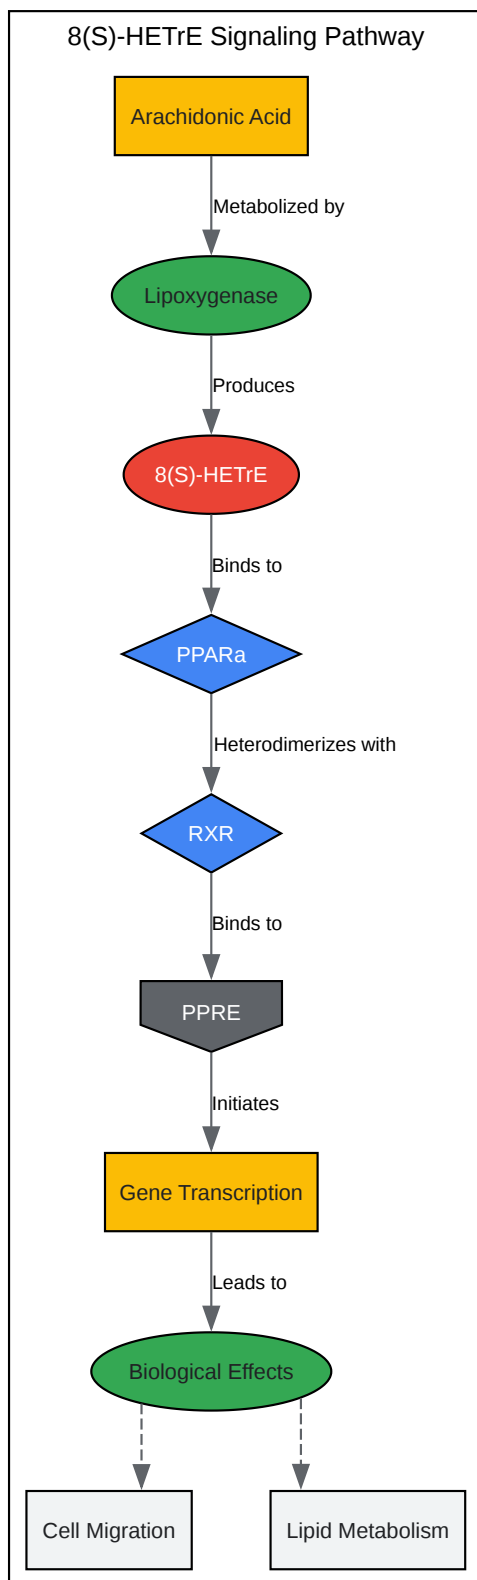 8(S)-HETrE Signaling Pathway
Arachidonic Acid
Metabolized by
Lipoxygenase
Produces
8(S)-HETrE
Binds to
PPARa
Heterodimerizes with
RXR
Binds to
PPRE
Initiates
Gene Transcription
Leads to
Biological Effects
Cell Migration
Lipid Metabolism